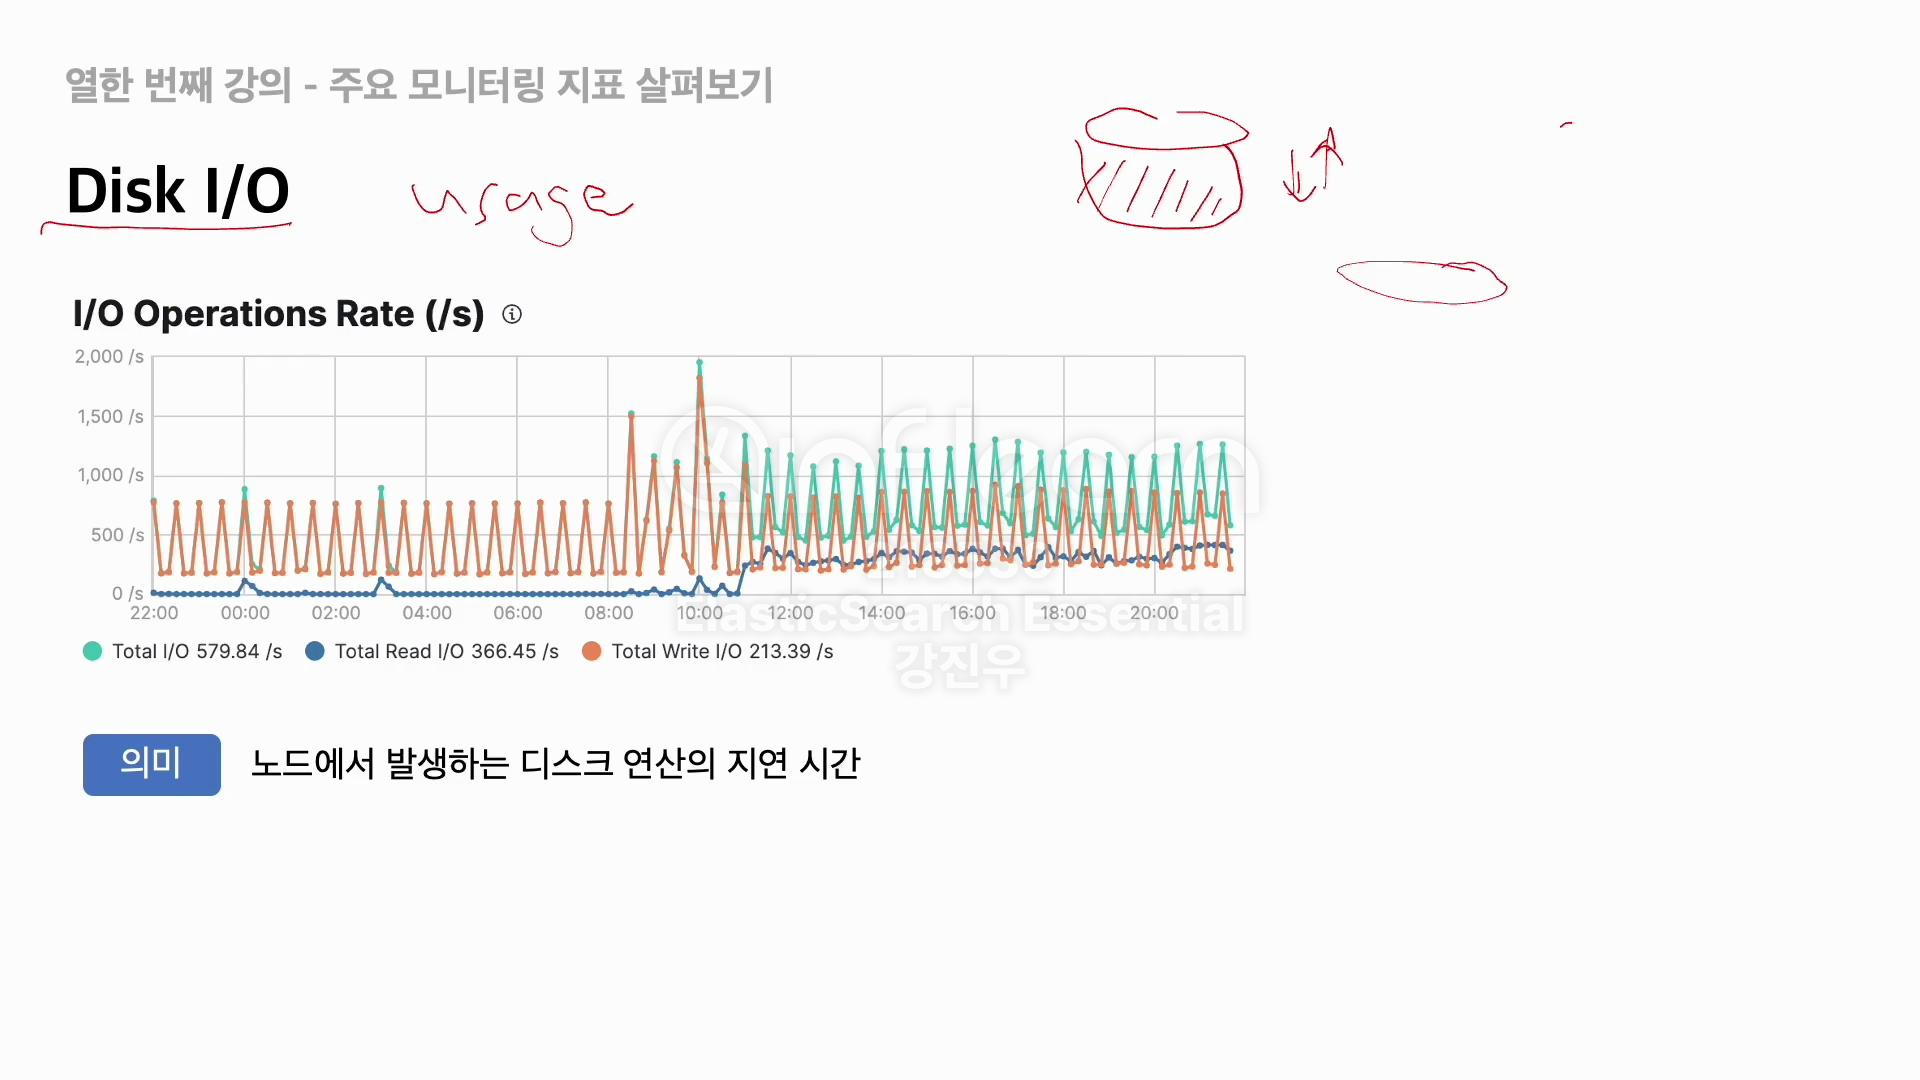 열한 번째 강의 - 주요 모니터링 지표 살펴보기
Disk I/O usage
I/O Operations Rate (/s)
2,000 /s
1,500 /s
1,000 /s
500 /s
0 /s
22:00 00:00 02:00 04:00 06:00 08:00 10:00 12:00 14:00 16:00 18:00 20:00
Total I/O 579.84 /s Total Read I/O 366.45 /s Total Write I/O 213.39 /s
inflearn
ElasticSearch Essential
강진우
의미 노드에서 발생하는 디스크 연산의 지연 시간